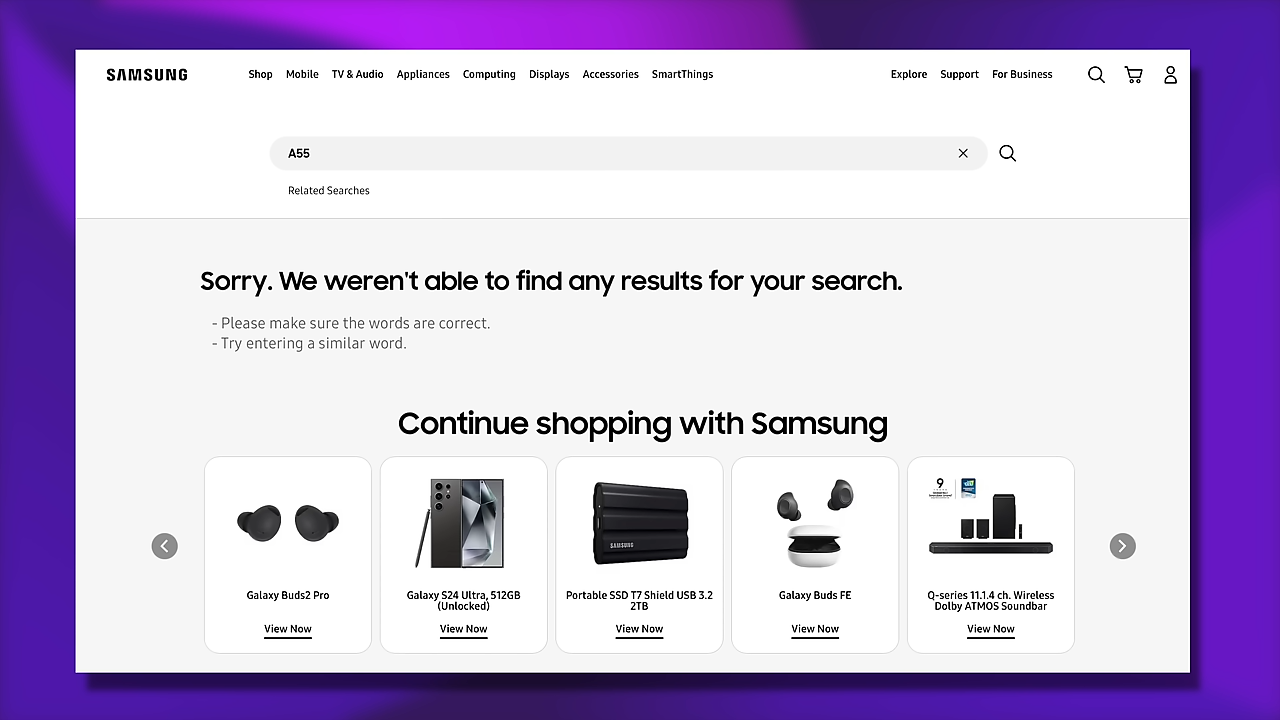 SAMSUNG
Shop Mobile TV & Audio Appliances Computing Displays Accessories SmartThings
Explore Support For Business
A55
Related Searches
Sorry. We weren't able to find any results for your search.
- Please make sure the words are correct.
- Try entering a similar word.
Continue shopping with Samsung
SAMSUNG
9
Galaxy Buds2 Pro
View Now
Galaxy S24 Ultra, 512GB
(Unlocked)
View Now
Portable SSD T7 Shield USB 3.2
2TB
View Now
Galaxy Buds FE
View Now
Q-series 11.1.4 ch. Wireless
Dolby ATMOS Soundbar
View Now